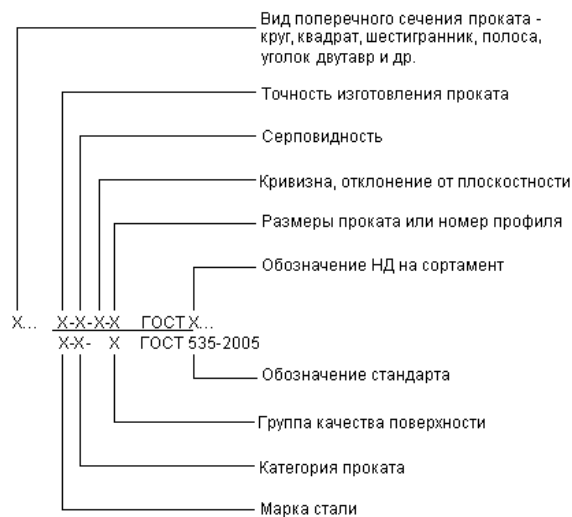 Вид поперечного сечения проката -
круг, квадрат, шестигранник, полоса,
уголок двутавр и др.
Точность изготовления проката
Серповидность
Кривизна, отклонение от плоскостности
Размеры проката или номер профиля
Обозначение НД на сортамент
Х... Х-Х-Х-Х ГОСТ Х...
Х-Х- Х ГОСТ 535-2005
Обозначение стандарта
Группа качества поверхности
Категория проката
Марка стали